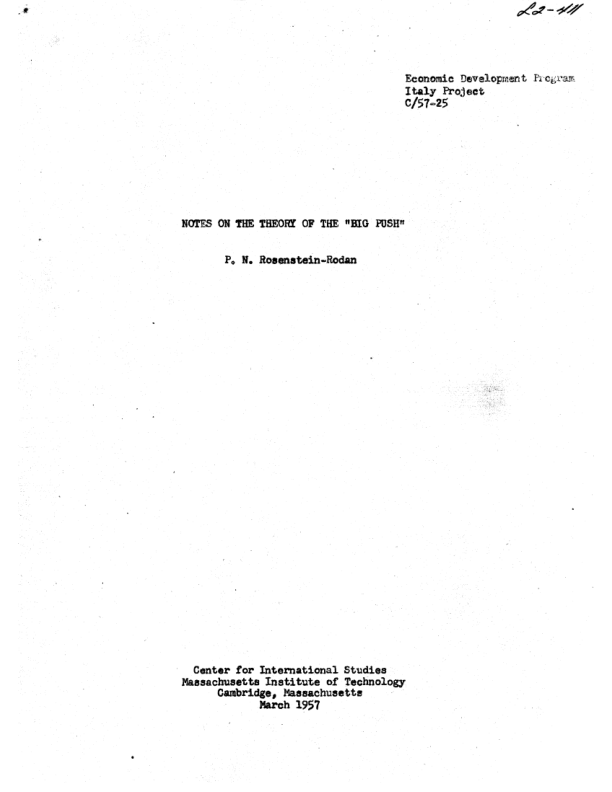 L2-411
Economic Development Program
Italy Project
C/57-25
NOTES ON THE THEORY OF THE "BIG PUSH"
P. N. Rosenstein-Rodan
Center for International Studies
Massachusetts Institute of Technology
Cambridge, Massachusetts
March 1957